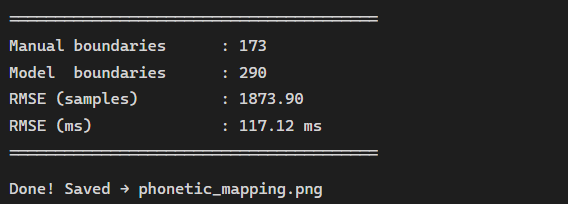 ========================================
Manual boundaries      : 173
Model  boundaries      : 290
RMSE (samples)         : 1873.90
RMSE (ms)              : 117.12 ms
========================================
Done! Saved → phonetic_mapping.png